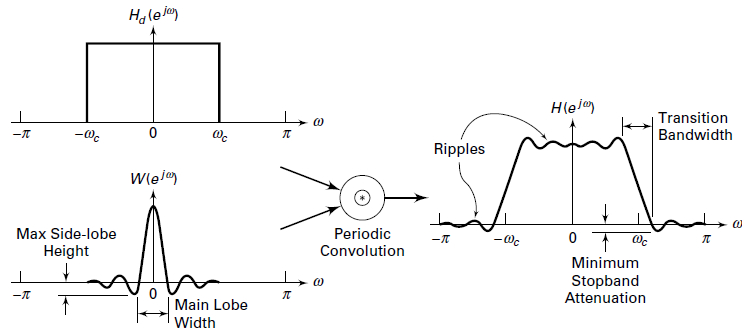 H_d(e^{jω})
−π −ω_c 0 ω_c π ω
W(e^{jω})
Max Side-lobe
Height
−π 0 π ω
Main Lobe
Width
*
Periodic
Convolution
H(e^{jω})
Transition
Bandwidth
Ripples
−π −ω_c 0 ω_c π ω
Minimum
Stopband
Attenuation